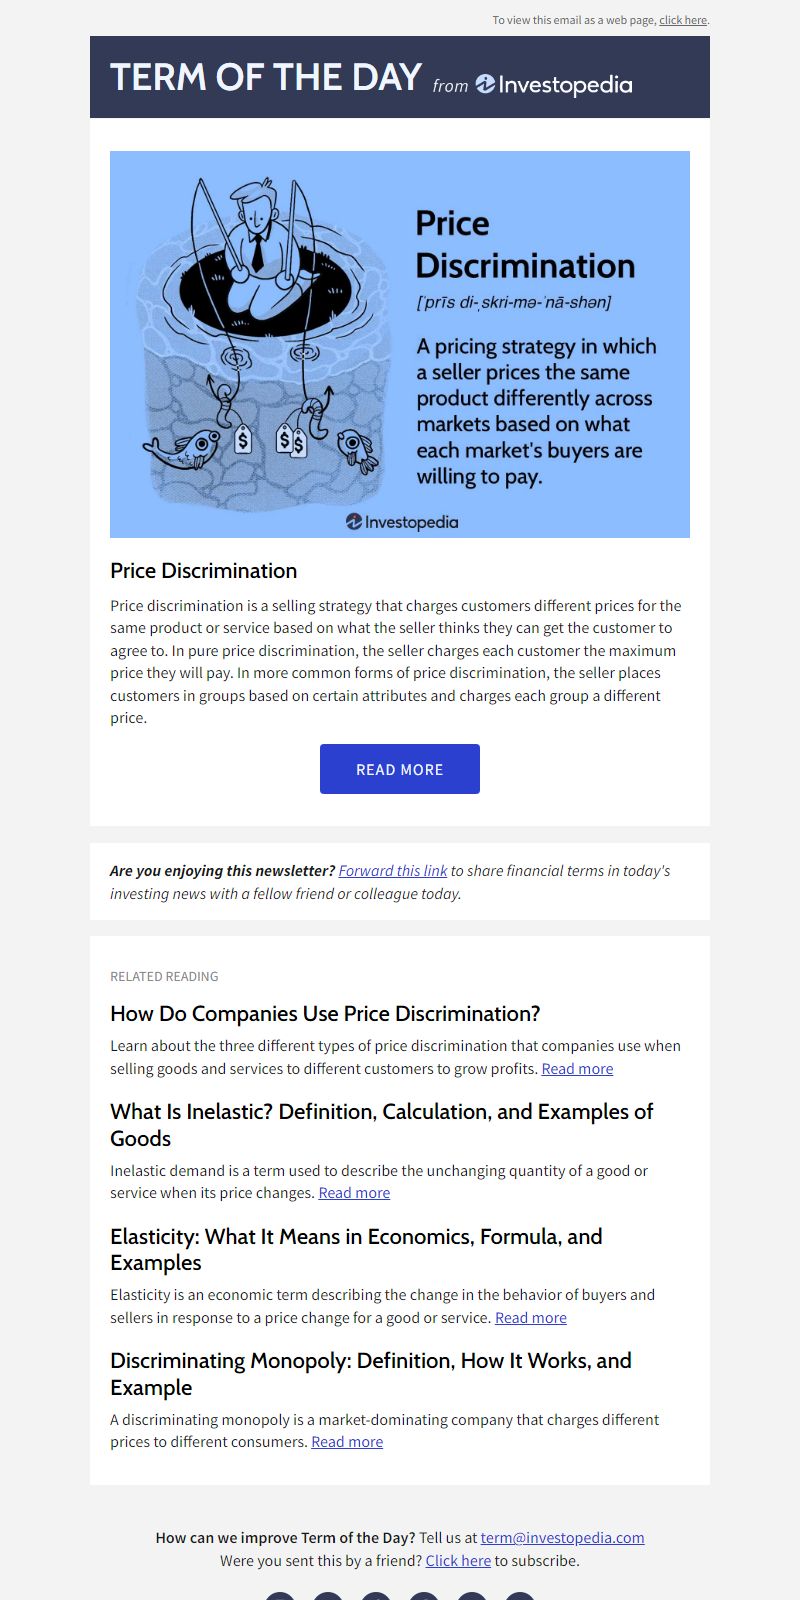 To view this email as a web page, click here.
TERM OF THE DAY from Investopedia
Price
Discrimination
[ˈprīs di-ˌskri-mə-ˈnā-shən]
A pricing strategy in which
a seller prices the same
product differently across
markets based on what
each market's buyers are
willing to pay.
$ $ $
Investopedia
Price Discrimination
Price discrimination is a selling strategy that charges customers different prices for the
same product or service based on what the seller thinks they can get the customer to
agree to. In pure price discrimination, the seller charges each customer the maximum
price they will pay. In more common forms of price discrimination, the seller places
customers in groups based on certain attributes and charges each group a different
price.
READ MORE
Are you enjoying this newsletter? Forward this link to share financial terms in today's
investing news with a fellow friend or colleague today.
RELATED READING
How Do Companies Use Price Discrimination?
Learn about the three different types of price discrimination that companies use when
selling goods and services to different customers to grow profits. Read more
What Is Inelastic? Definition, Calculation, and Examples of
Goods
Inelastic demand is a term used to describe the unchanging quantity of a good or
service when its price changes. Read more
Elasticity: What It Means in Economics, Formula, and
Examples
Elasticity is an economic term describing the change in the behavior of buyers and
sellers in response to a price change for a good or service. Read more
Discriminating Monopoly: Definition, How It Works, and
Example
A discriminating monopoly is a market-dominating company that charges different
prices to different consumers. Read more
How can we improve Term of the Day? Tell us at term@investopedia.com
Were you sent this by a friend? Click here to subscribe.